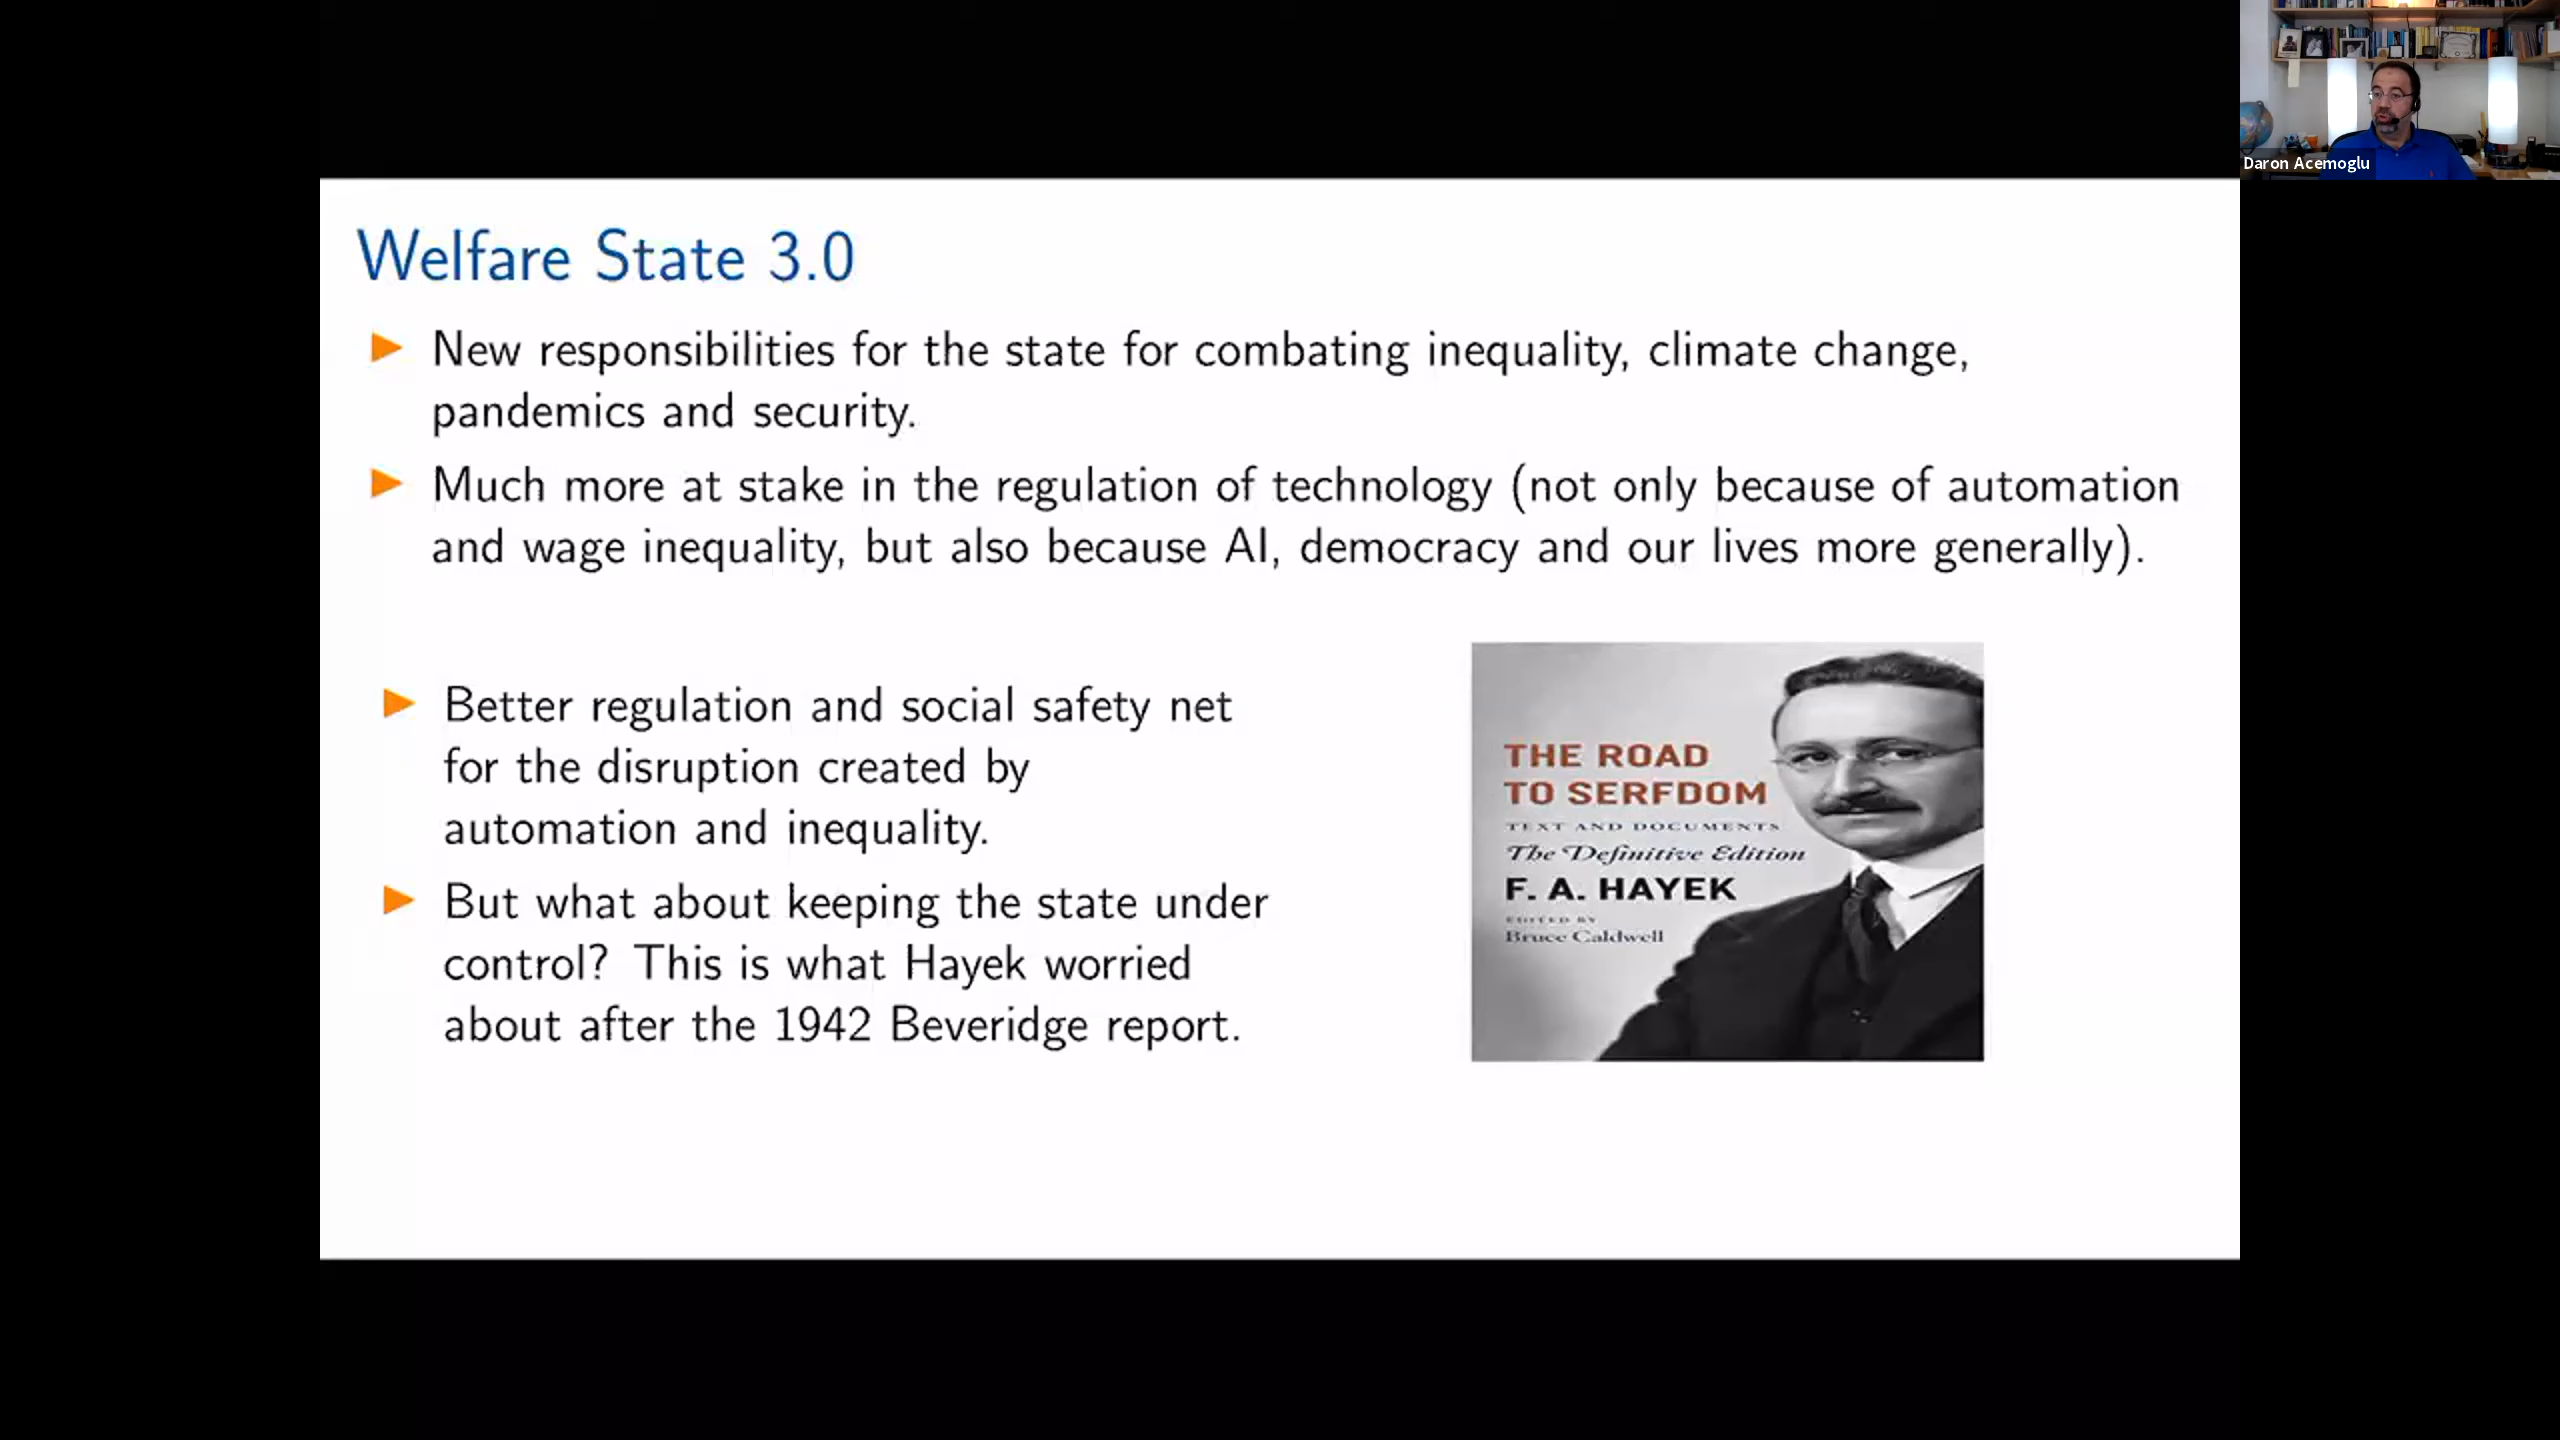 Daron Acemoglu
Welfare State 3.0
New responsibilities for the state for combating inequality, climate change,
pandemics and security.
Much more at stake in the regulation of technology (not only because of automation
and wage inequality, but also because AI, democracy and our lives more generally).
Better regulation and social safety net
for the disruption created by
automation and inequality.
But what about keeping the state under
control? This is what Hayek worried
about after the 1942 Beveridge report.
THE ROAD
TO SERFDOM
TEXT AND DOCUMENTS
The Definitive Edition
F. A. HAYEK
EDITED BY
Bruce Caldwell